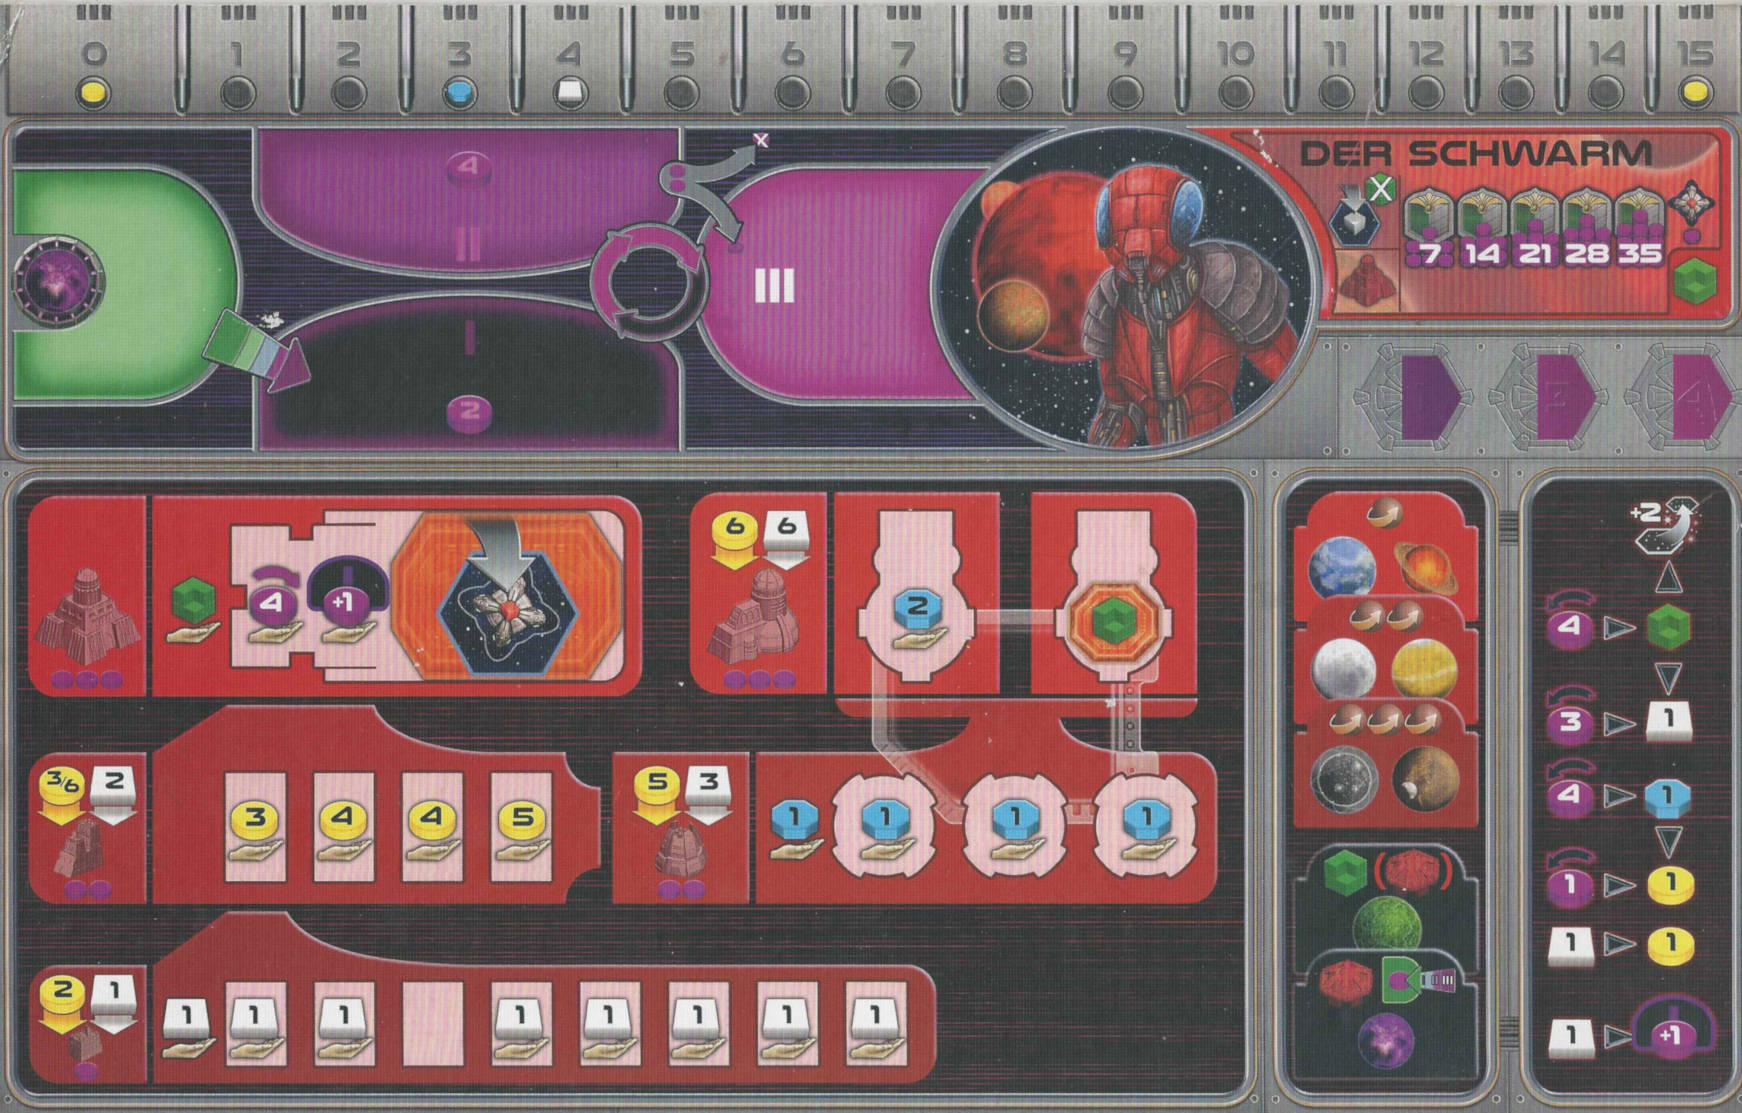 0 1 2 3 4 5 6 7 8 9 10 11 12 13 14 15
DER SCHWARM
X
X
7 14 21 28 35
4
II
III
I
2
3 4
6 6
2
4 +1
+2
4
3 1
3/6 2
3 4 4 5
5 3
1 1 1 1
4 1
1 1
2 1
1 1 1 1 1 1 1 1
1 1
III
1 +1